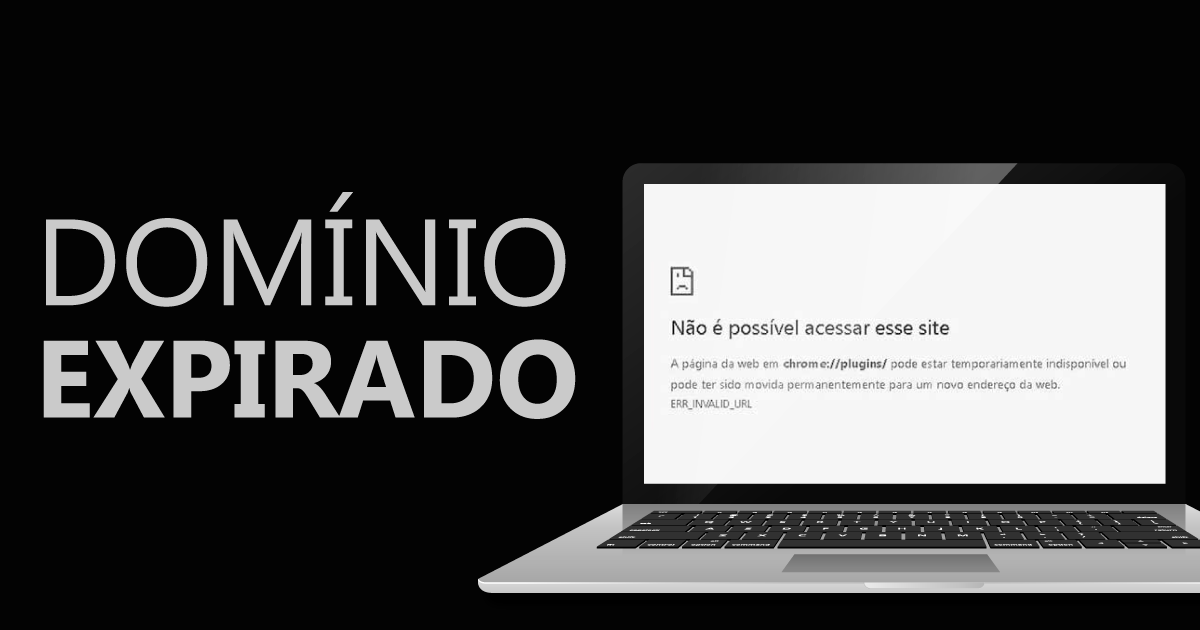 DOMÍNIO
EXPIRADO
Não é possível acessar esse site
A página da web em chrome://plugins/ pode estar temporariamente indisponível ou
pode ter sido movida permanentemente para um novo endereço da web.
ERR_INVALID_URL